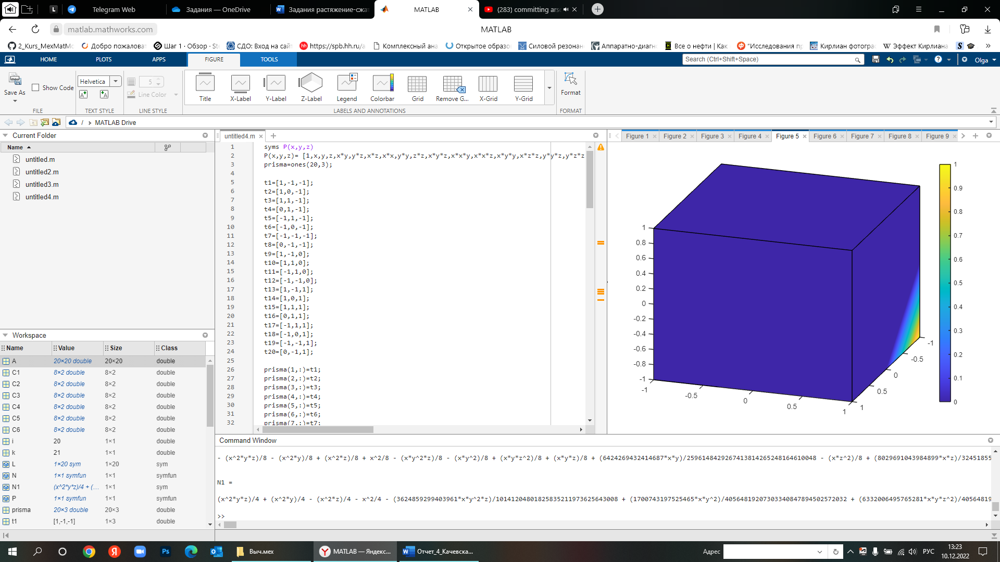 L Telegram Web Задания — OneDrive Задания растяжение-сжат MATLAB (283) committing arso
matlab.mathworks.com MATLAB
2_Kurs_MexMatMo Добро пожаловат Шаг 1 · Обзор · Ste СДО: Вход на сайт https://spb.hh.ru/a Комплексный ана Открытое образо Силовой резонан Аппаратно-диагн Все о нефти | Как "Исследования пр Кирлиан фотограс W Эффект Кирлиана »
HOME PLOTS APPS FIGURE TOOLS Search (Ctrl+Shift+Space) Olga
Save As Show Code Helvetica 5 Line Color
Title X-Label Y-Label Z-Label Legend Colorbar Grid Remove G... X-Grid Y-Grid Format
FILE TEXT STYLE LINE STYLE LABELS AND ANNOTATIONS FORMAT
/ › MATLAB Drive
Current Folder
Name
untitled.m
untitled2.m
untitled3.m
untitled4.m
Workspace
Name Value Size Class
A 20×20 double 20×20 double
C1 8×2 double 8×2 double
C2 8×2 double 8×2 double
C3 8×2 double 8×2 double
C4 8×2 double 8×2 double
C5 8×2 double 8×2 double
C6 8×2 double 8×2 double
i 20 1×1 double
k 21 1×1 double
L 1×20 sym 1×20 sym
N 1×1 symfun 1×1 symfun
N1 (x^2*y*z)/4 + (... 1×1 sym
P 1×1 symfun 1×1 symfun
prisma 20×3 double 20×3 double
t1 [1,-1,-1] 1×3 double
untitled4.m
1 syms P(x,y,z)
2 P(x,y,z)= [1,x,y,z,x*y,y*z,x*z,x*x,y*y,z*z,x*y*z,x*x*y,x*x*z,x*y*y,x*z*z,y*y*z,y*z*z
3 prisma=ones(20,3);
4
5 t1=[1,-1,-1];
6 t2=[1,0,-1];
7 t3=[1,1,-1];
8 t4=[0,1,-1];
9 t5=[-1,1,-1];
10 t6=[-1,0,-1];
11 t7=[-1,-1,-1];
12 t8=[0,-1,-1];
13 t9=[1,-1,0];
14 t10=[1,1,0];
15 t11=[-1,1,0];
16 t12=[-1,-1,0];
17 t13=[1,-1,1];
18 t14=[1,0,1];
19 t15=[1,1,1];
20 t16=[0,1,1];
21 t17=[-1,1,1];
22 t18=[-1,0,1];
23 t19=[-1,-1,1];
24 t20=[0,-1,1];
25
26 prisma(1,:)=t1;
27 prisma(2,:)=t2;
28 prisma(3,:)=t3;
29 prisma(4,:)=t4;
30 prisma(5,:)=t5;
31 prisma(6,:)=t6;
32 prisma(7,:)=t7;
Figure 1 Figure 2 Figure 3 Figure 4 Figure 5 Figure 6 Figure 7 Figure 8 Figure 9
1
0.8
0.6
0.4
0.2
0
-0.2
-0.4
-0.6
-0.8
-1
-1 -0.5 0 0.5 1
1 0.5 0 -0.5 -1
1
0.9
0.8
0.7
0.6
0.5
0.4
0.3
0.2
0.1
0
Command Window
- (x^2*y*z)/8 - (x^2*y)/8 + (x^2*z)/8 + x^2/8 - (x*y^2*z)/8 - (x*y^2)/8 + (x*y*z^2)/8 + (x*y*z)/8 + (6424269432414687*x*y)/259614842926741381426524816461004​8 - (x*z^2)/8 + (8029691043984899*x*z)/32451855
N1 =
(x^2*y*z)/4 + (x^2*y)/4 - (x^2*z)/4 - x^2/4 - (3624859299403961*x*y^2*z)/10141204801825835211973625643008 + (1700743197525465*x*y^2)/40564819207303340847894502572032 + (6332006495765281*x*y*z^2)/40564819
>>
Выч.мех MATLAB — Яндекс... Отчет_4_Качевска... Адрес РУС 13:23
10.12.2022